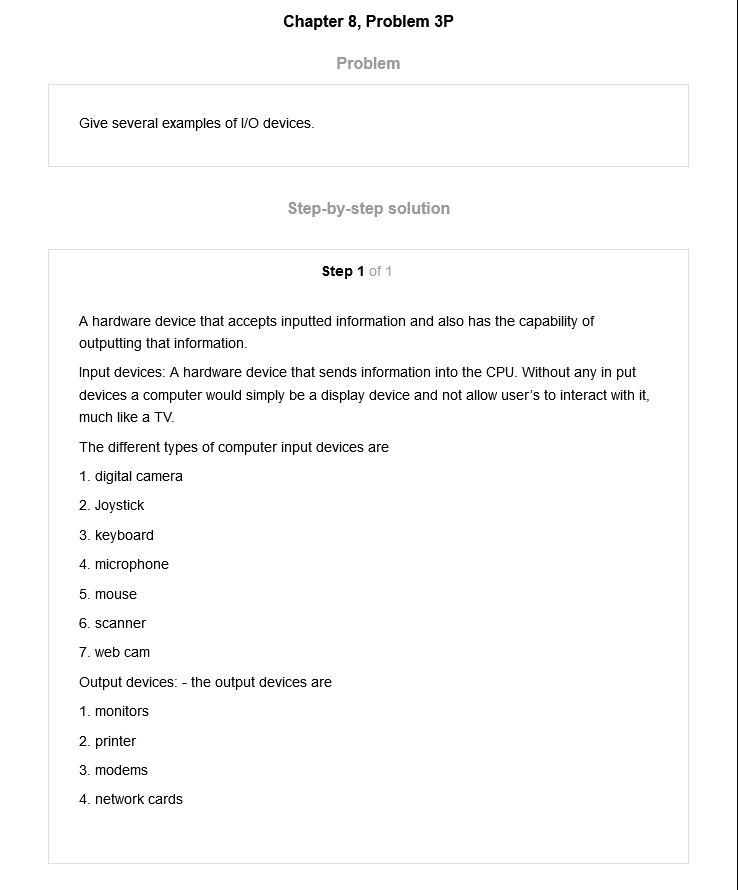 Chapter 8, Problem 3P
Problem
Give several examples of I/O devices.
Step-by-step solution
Step 1 of 1
A hardware device that accepts inputted information and also has the capability of
outputting that information.
Input devices: A hardware device that sends information into the CPU. Without any in put
devices a computer would simply be a display device and not allow user's to interact with it,
much like a TV.
The different types of computer input devices are
1. digital camera
2. Joystick
3. keyboard
4. microphone
5. mouse
6. scanner
7. web cam
Output devices: - the output devices are
1. monitors
2. printer
3. modems
4. network cards